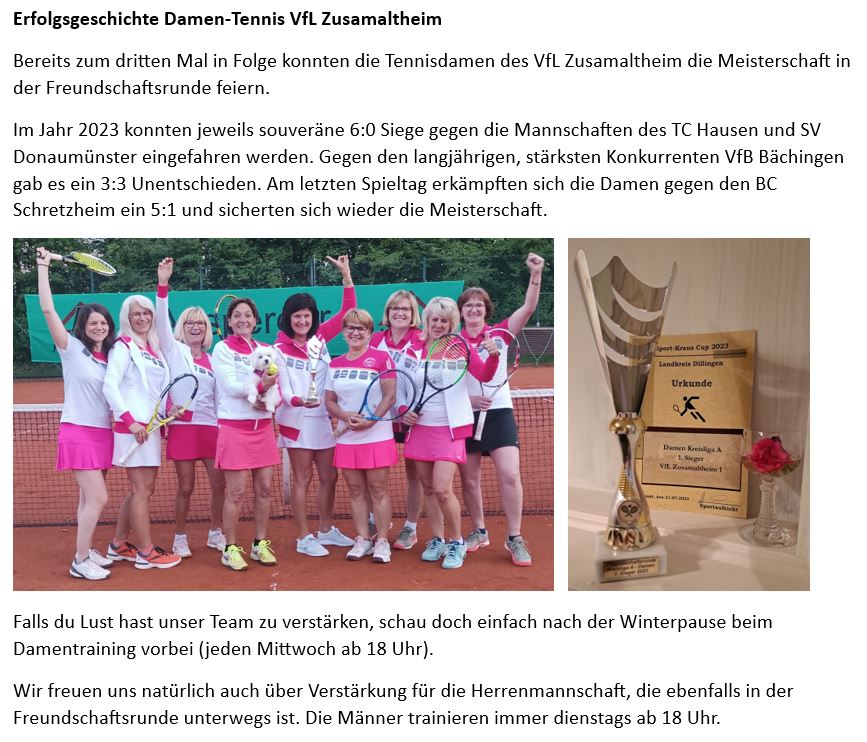 Erfolgsgeschichte Damen-Tennis VfL Zusamaltheim
Bereits zum dritten Mal in Folge konnten die Tennisdamen des VfL Zusamaltheim die Meisterschaft in
der Freundschaftsrunde feiern.
Im Jahr 2023 konnten jeweils souveräne 6:0 Siege gegen die Mannschaften des TC Hausen und SV
Donaumünster eingefahren werden. Gegen den langjährigen, stärksten Konkurrenten VfB Bächingen
gab es ein 3:3 Unentschieden. Am letzten Spieltag erkämpften sich die Damen gegen den BC
Schretzheim ein 5:1 und sicherten sich wieder die Meisterschaft.
port-Kraus Cup 2023
Landkreis Dillingen
Urkunde
Damen Kreisliga A
1. Sieger
VfL Zusamaltheim 1
den 21.07.2023
Sportaufsicht
Kreisliga A - Damen
1. Sieger 2023
Falls du Lust hast unser Team zu verstärken, schau doch einfach nach der Winterpause beim
Damentraining vorbei (jeden Mittwoch ab 18 Uhr).
Wir freuen uns natürlich auch über Verstärkung für die Herrenmannschaft, die ebenfalls in der
Freundschaftsrunde unterwegs ist. Die Männer trainieren immer dienstags ab 18 Uhr.